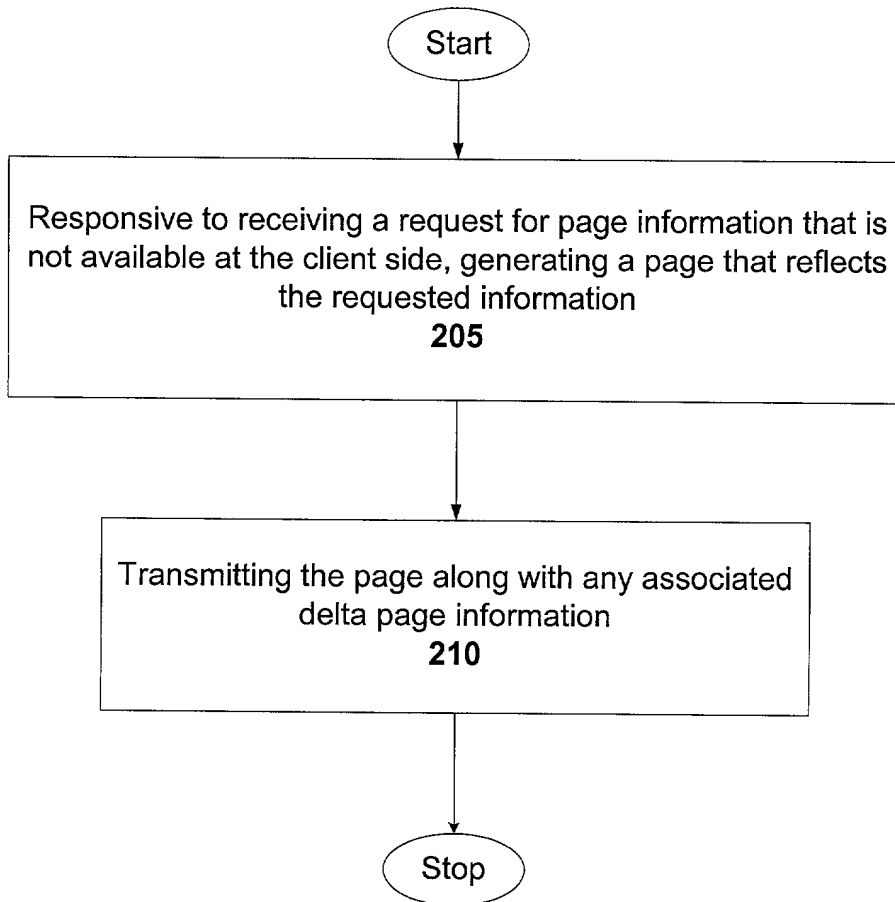 Start
Responsive to receiving a request for page information that is
not available at the client side, generating a page that reflects
the requested information
205
Transmitting the page along with any associated
delta page information
210
Stop